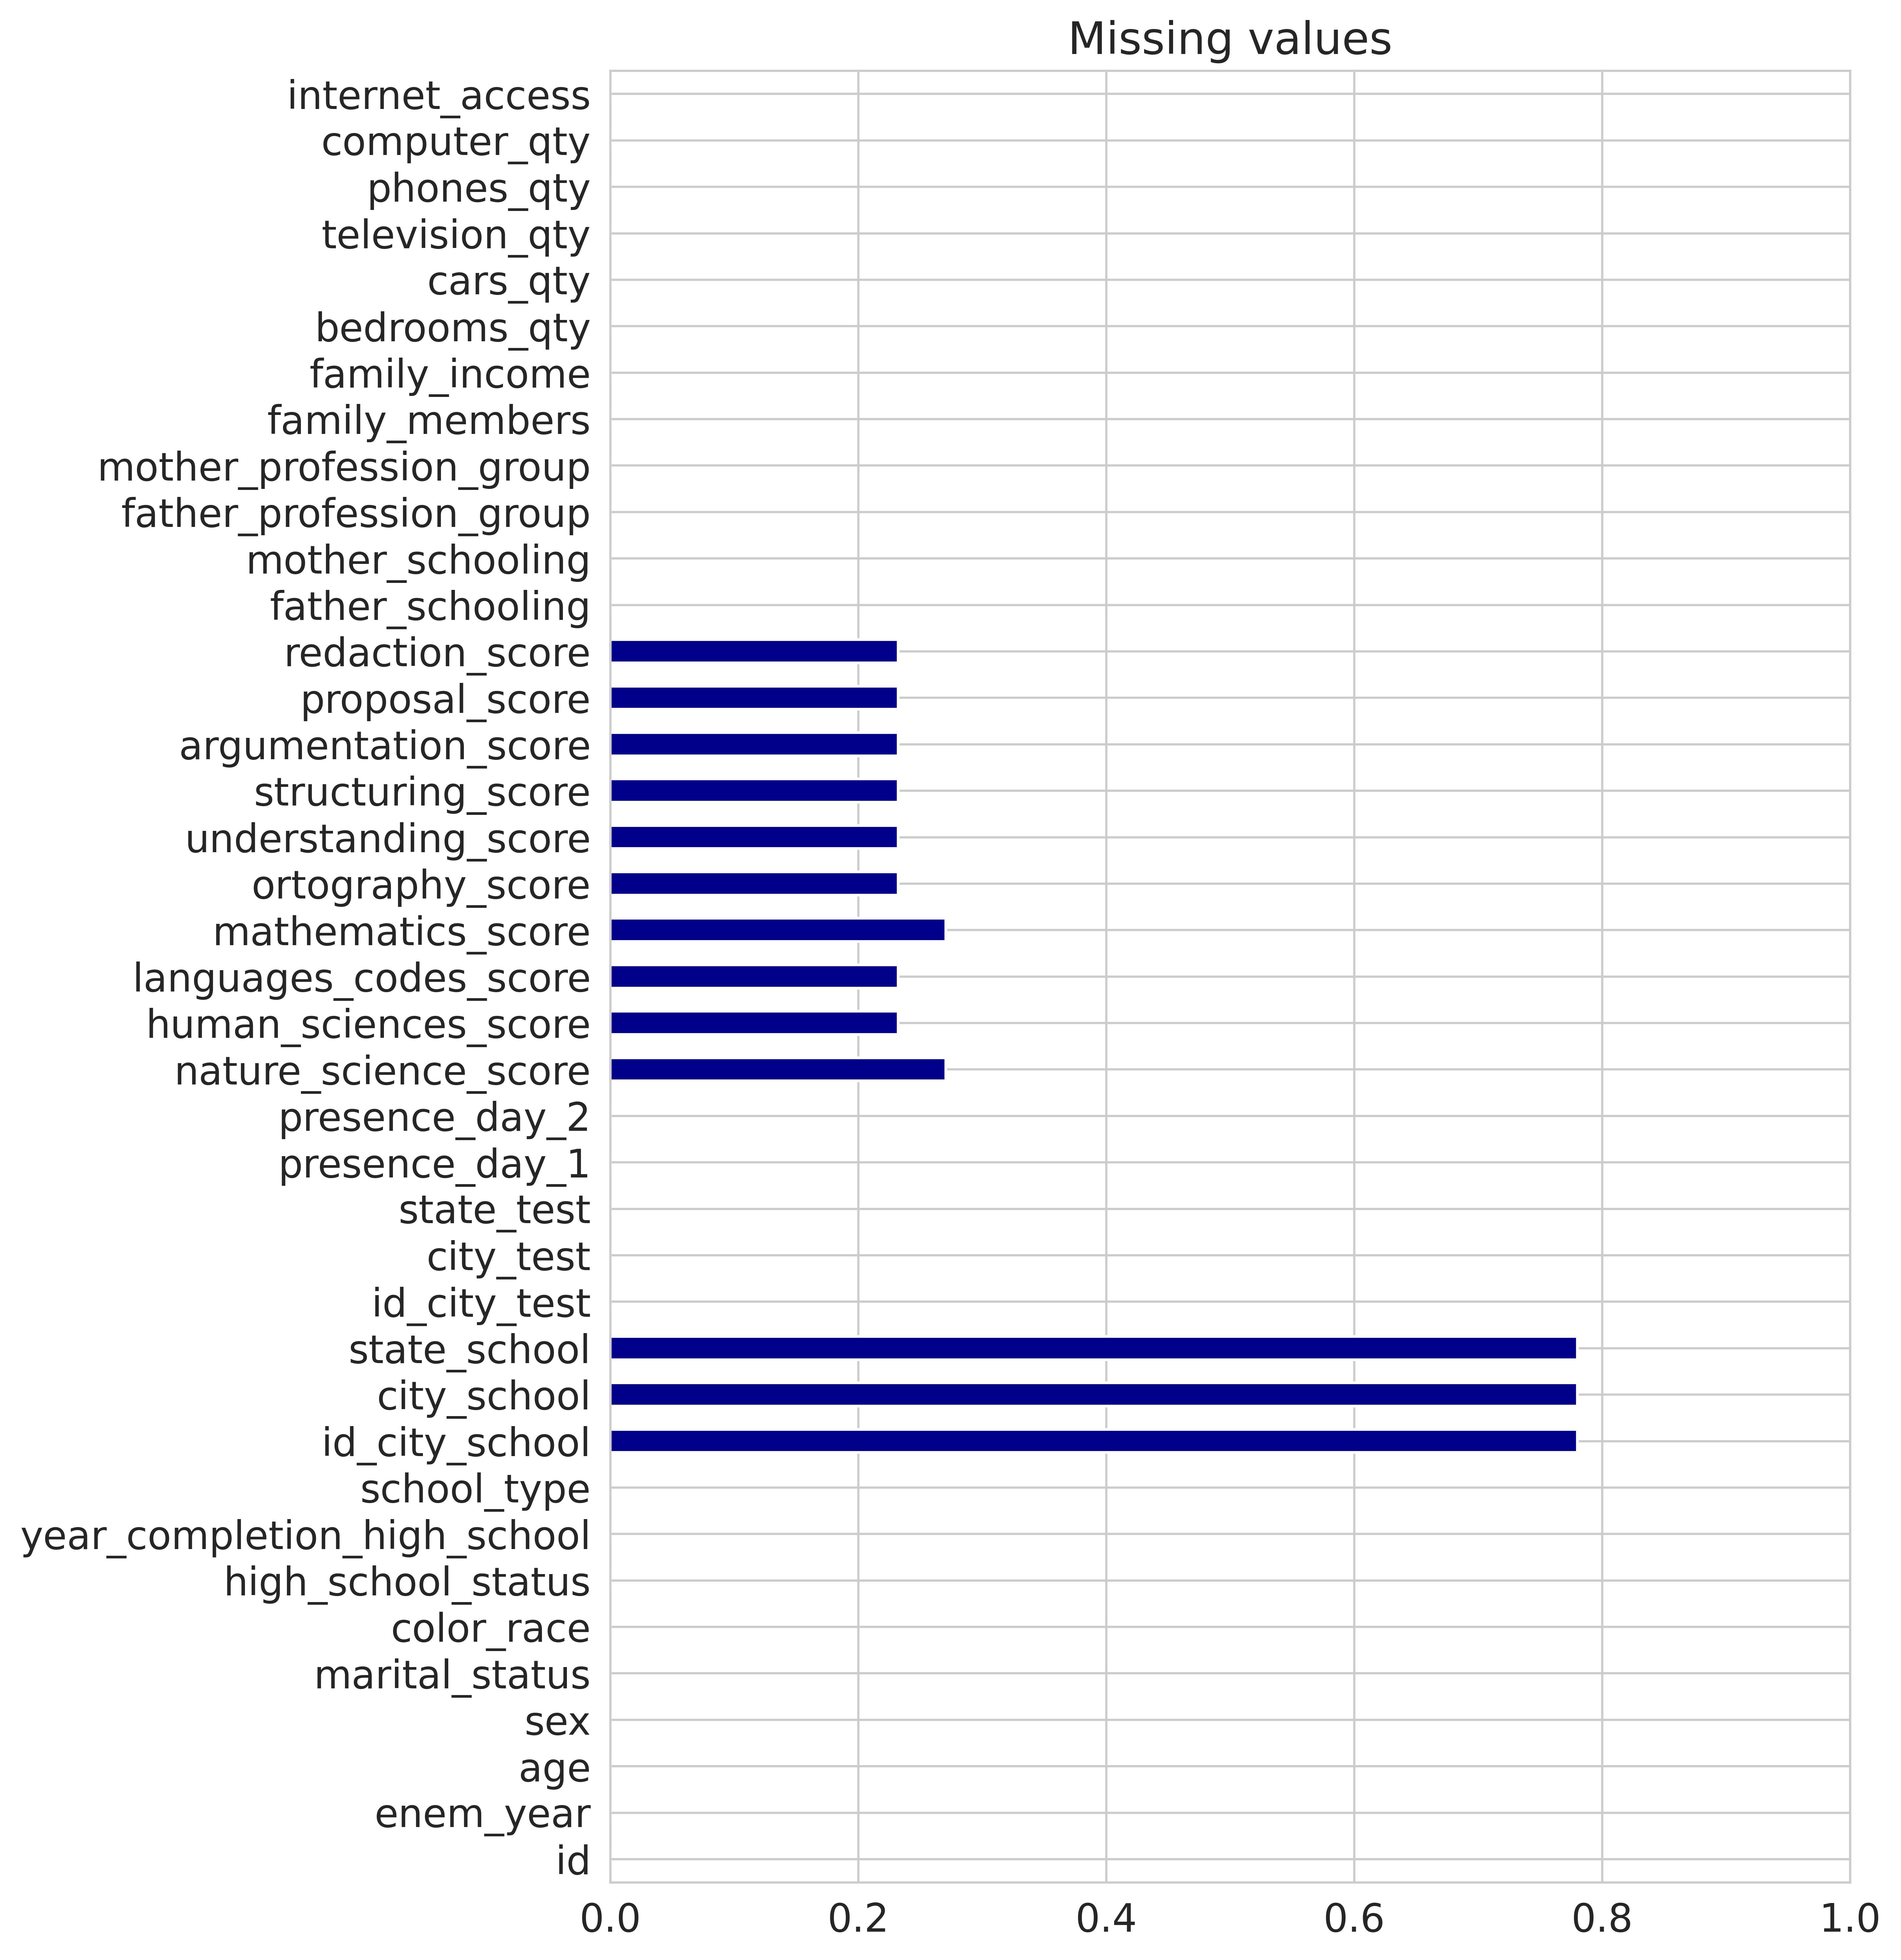 Missing values
internet_access
computer_qty
phones_qty
television_qty
cars_qty
bedrooms_qty
family_income
family_members
mother_profession_group
father_profession_group
mother_schooling
father_schooling
redaction_score
proposal_score
argumentation_score
structuring_score
understanding_score
ortography_score
mathematics_score
languages_codes_score
human_sciences_score
nature_science_score
presence_day_2
presence_day_1
state_test
city_test
id_city_test
state_school
city_school
id_city_school
school_type
year_completion_high_school
high_school_status
color_race
marital_status
sex
age
enem_year
id
0.0 0.2 0.4 0.6 0.8 1.0